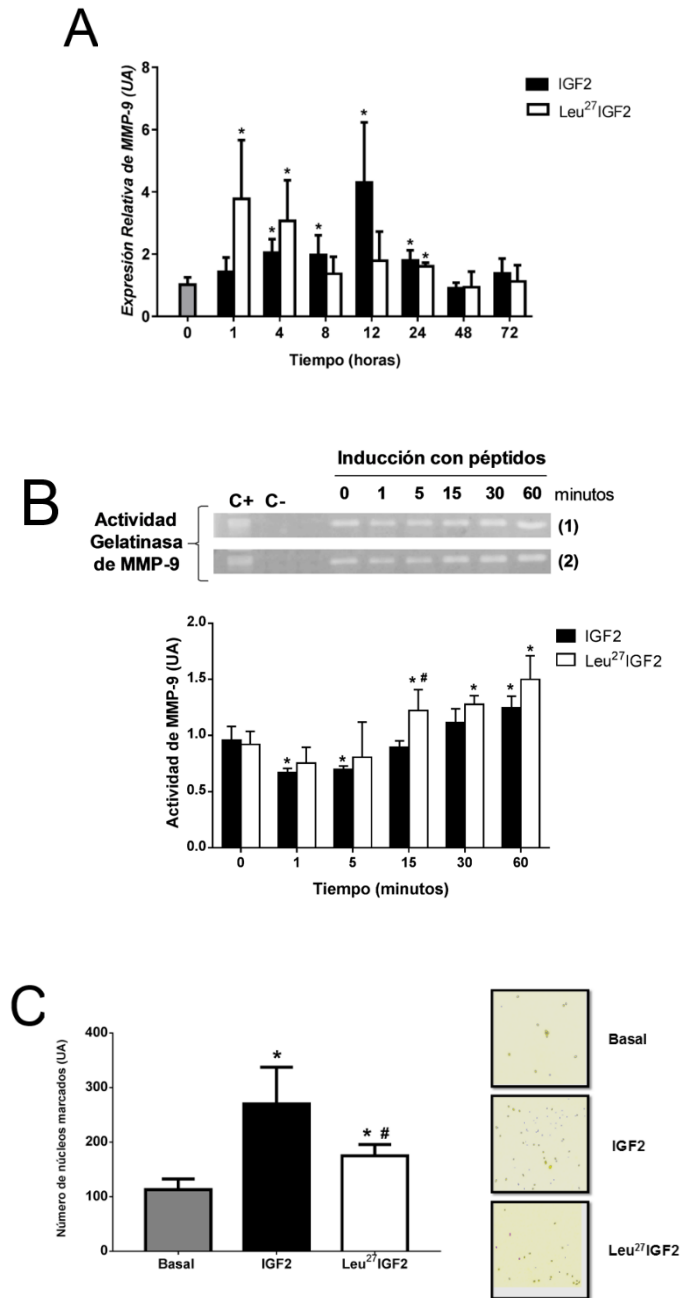 A
Expresión Relativa de MMP-9 (UA)
8
6
4
2
0
* * * * * * *
0 1 4 8 12 24 48 72
Tiempo (horas)
IGF2
Leu²⁷IGF2
B
Inducción con péptidos
C+ C- 0 1 5 15 30 60 minutos
Actividad
Gelatinasa
de MMP-9
(1)
(2)
Actividad de MMP-9 (UA)
2.0
1.5
1.0
0.5
0.0
* * * # * * *
0 1 5 15 30 60
Tiempo (minutos)
IGF2
Leu²⁷IGF2
C
Número de núcleos marcados (UA)
400
300
200
100
0
*
* #
Basal IGF2 Leu²⁷IGF2
Basal
IGF2
Leu²⁷IGF2